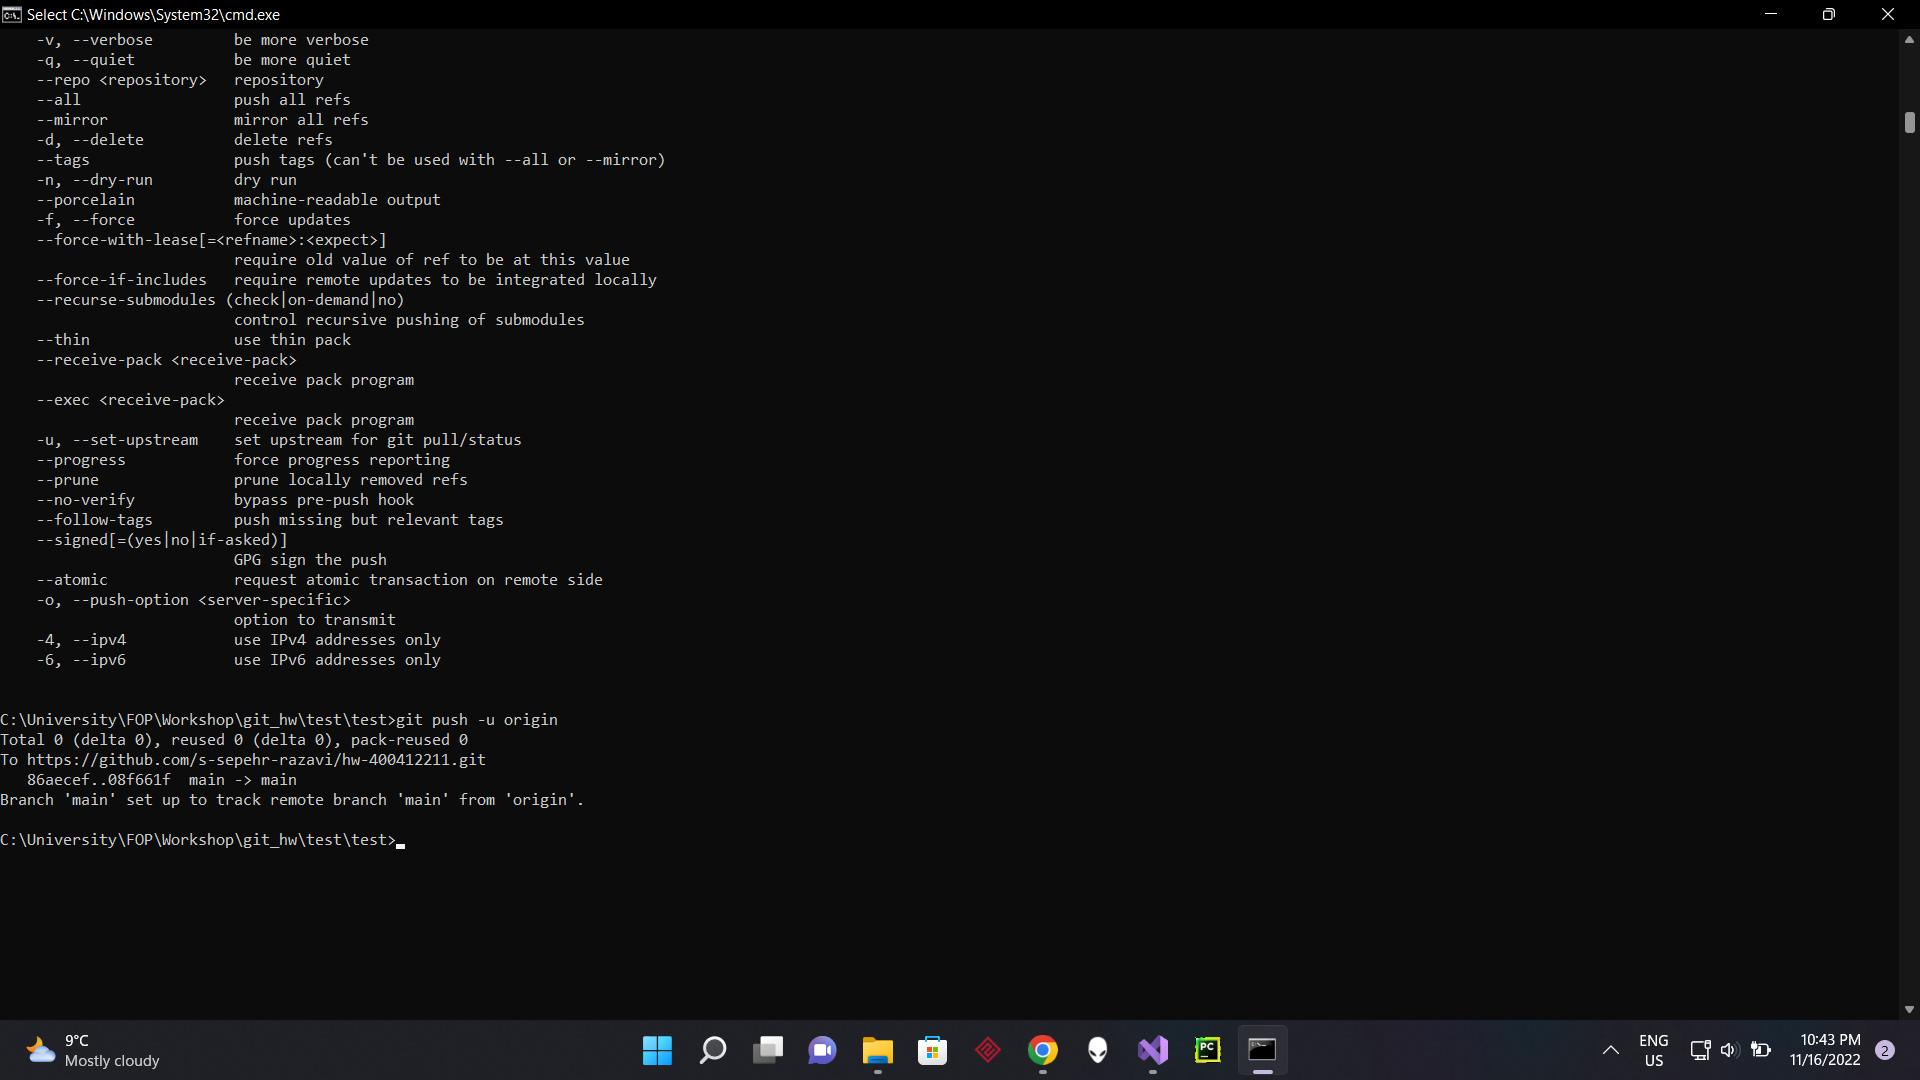 Select C:\Windows\System32\cmd.exe
-v, --verbose be more verbose
-q, --quiet be more quiet
--repo <repository> repository
--all push all refs
--mirror mirror all refs
-d, --delete delete refs
--tags push tags (can't be used with --all or --mirror)
-n, --dry-run dry run
--porcelain machine-readable output
-f, --force force updates
--force-with-lease[=<refname>:<expect>]
require old value of ref to be at this value
--force-if-includes require remote updates to be integrated locally
--recurse-submodules (check|on-demand|no)
control recursive pushing of submodules
--thin use thin pack
--receive-pack <receive-pack>
receive pack program
--exec <receive-pack>
receive pack program
-u, --set-upstream set upstream for git pull/status
--progress force progress reporting
--prune prune locally removed refs
--no-verify bypass pre-push hook
--follow-tags push missing but relevant tags
--signed[=(yes|no|if-asked)]
GPG sign the push
--atomic request atomic transaction on remote side
-o, --push-option <server-specific>
option to transmit
-4, --ipv4 use IPv4 addresses only
-6, --ipv6 use IPv6 addresses only
C:\University\FOP\Workshop\git_hw\test\test>git push -u origin
Total 0 (delta 0), reused 0 (delta 0), pack-reused 0
To https://github.com/s-sepehr-razavi/hw-400412211.git
86aecef..08f661f main -> main
Branch 'main' set up to track remote branch 'main' from 'origin'.
C:\University\FOP\Workshop\git_hw\test\test>
9°C
Mostly cloudy
PC
ENG
US
10:43 PM
11/16/2022
2